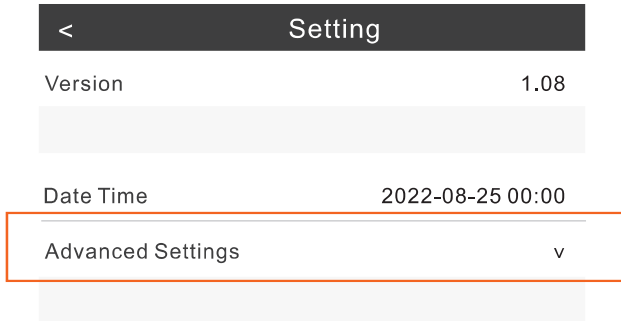 < Setting
Version 1.08
Date Time 2022-08-25 00:00
Advanced Settings v